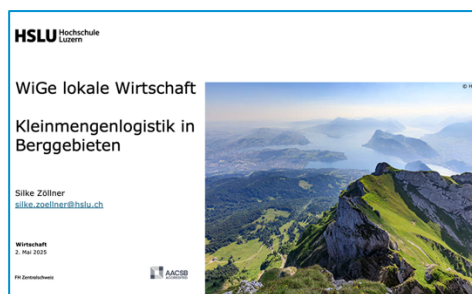 HSLU Hochschule
Luzern
© H
WiGe lokale Wirtschaft
Kleinmengenlogistik in
Berggebieten
Silke Zöllner
silke.zoellner@hslu.ch
Wirtschaft
2. Mai 2025
FH Zentralschweiz
AACSB
ACCREDITED